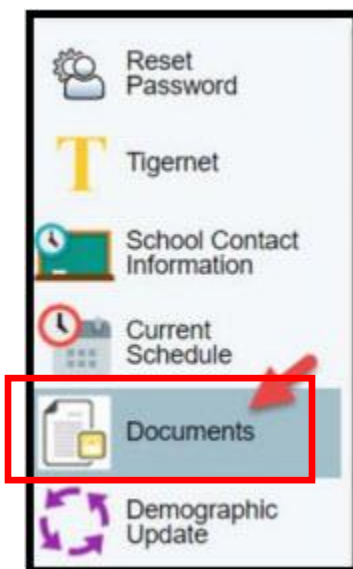 Reset
Password
Tigernet
School Contact
Information
Current
Schedule
Documents
Demographic
Update